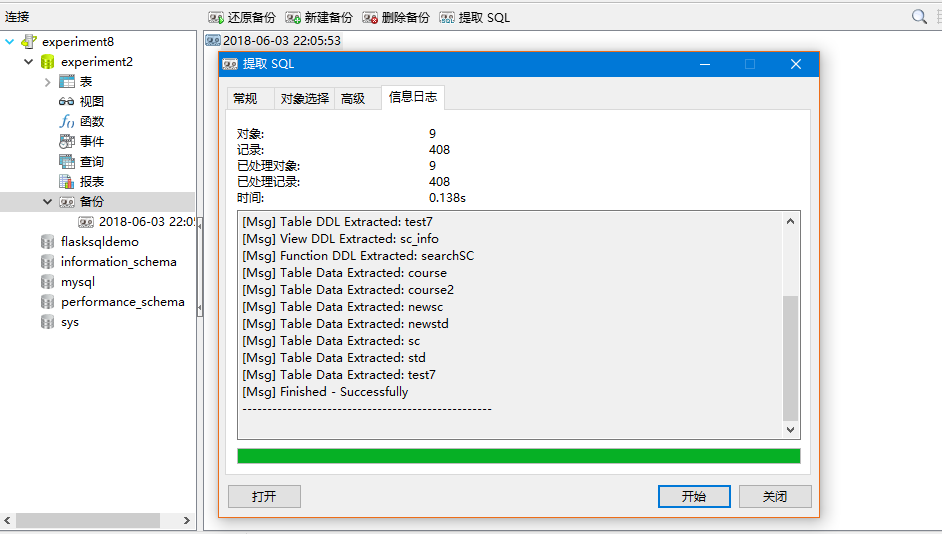 连接
还原备份 新建备份 删除备份 提取 SQL
experiment8
experiment2
表
视图
函数
事件
查询
报表
备份
2018-06-03 22:0
flasksqldemo
information_schema
mysql
performance_schema
sys
2018-06-03 22:05:53
提取 SQL
常规 对象选择 高级 信息日志
对象: 9
记录: 408
已处理对象: 9
已处理记录: 408
时间: 0.138s
[Msg] Table DDL Extracted: test7
[Msg] View DDL Extracted: sc_info
[Msg] Function DDL Extracted: searchSC
[Msg] Table Data Extracted: course
[Msg] Table Data Extracted: course2
[Msg] Table Data Extracted: newsc
[Msg] Table Data Extracted: newstd
[Msg] Table Data Extracted: sc
[Msg] Table Data Extracted: std
[Msg] Table Data Extracted: test7
[Msg] Finished - Successfully
--------------------------------------------------
打开 开始 关闭